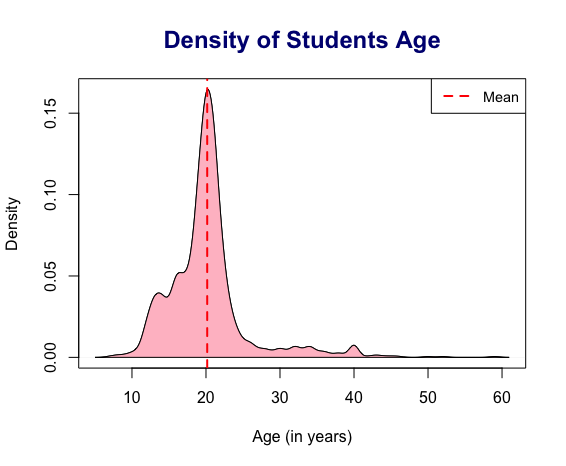 Density of Students Age
Mean
Density
0.00
0.05
0.10
0.15
10 20 30 40 50 60
Age (in years)